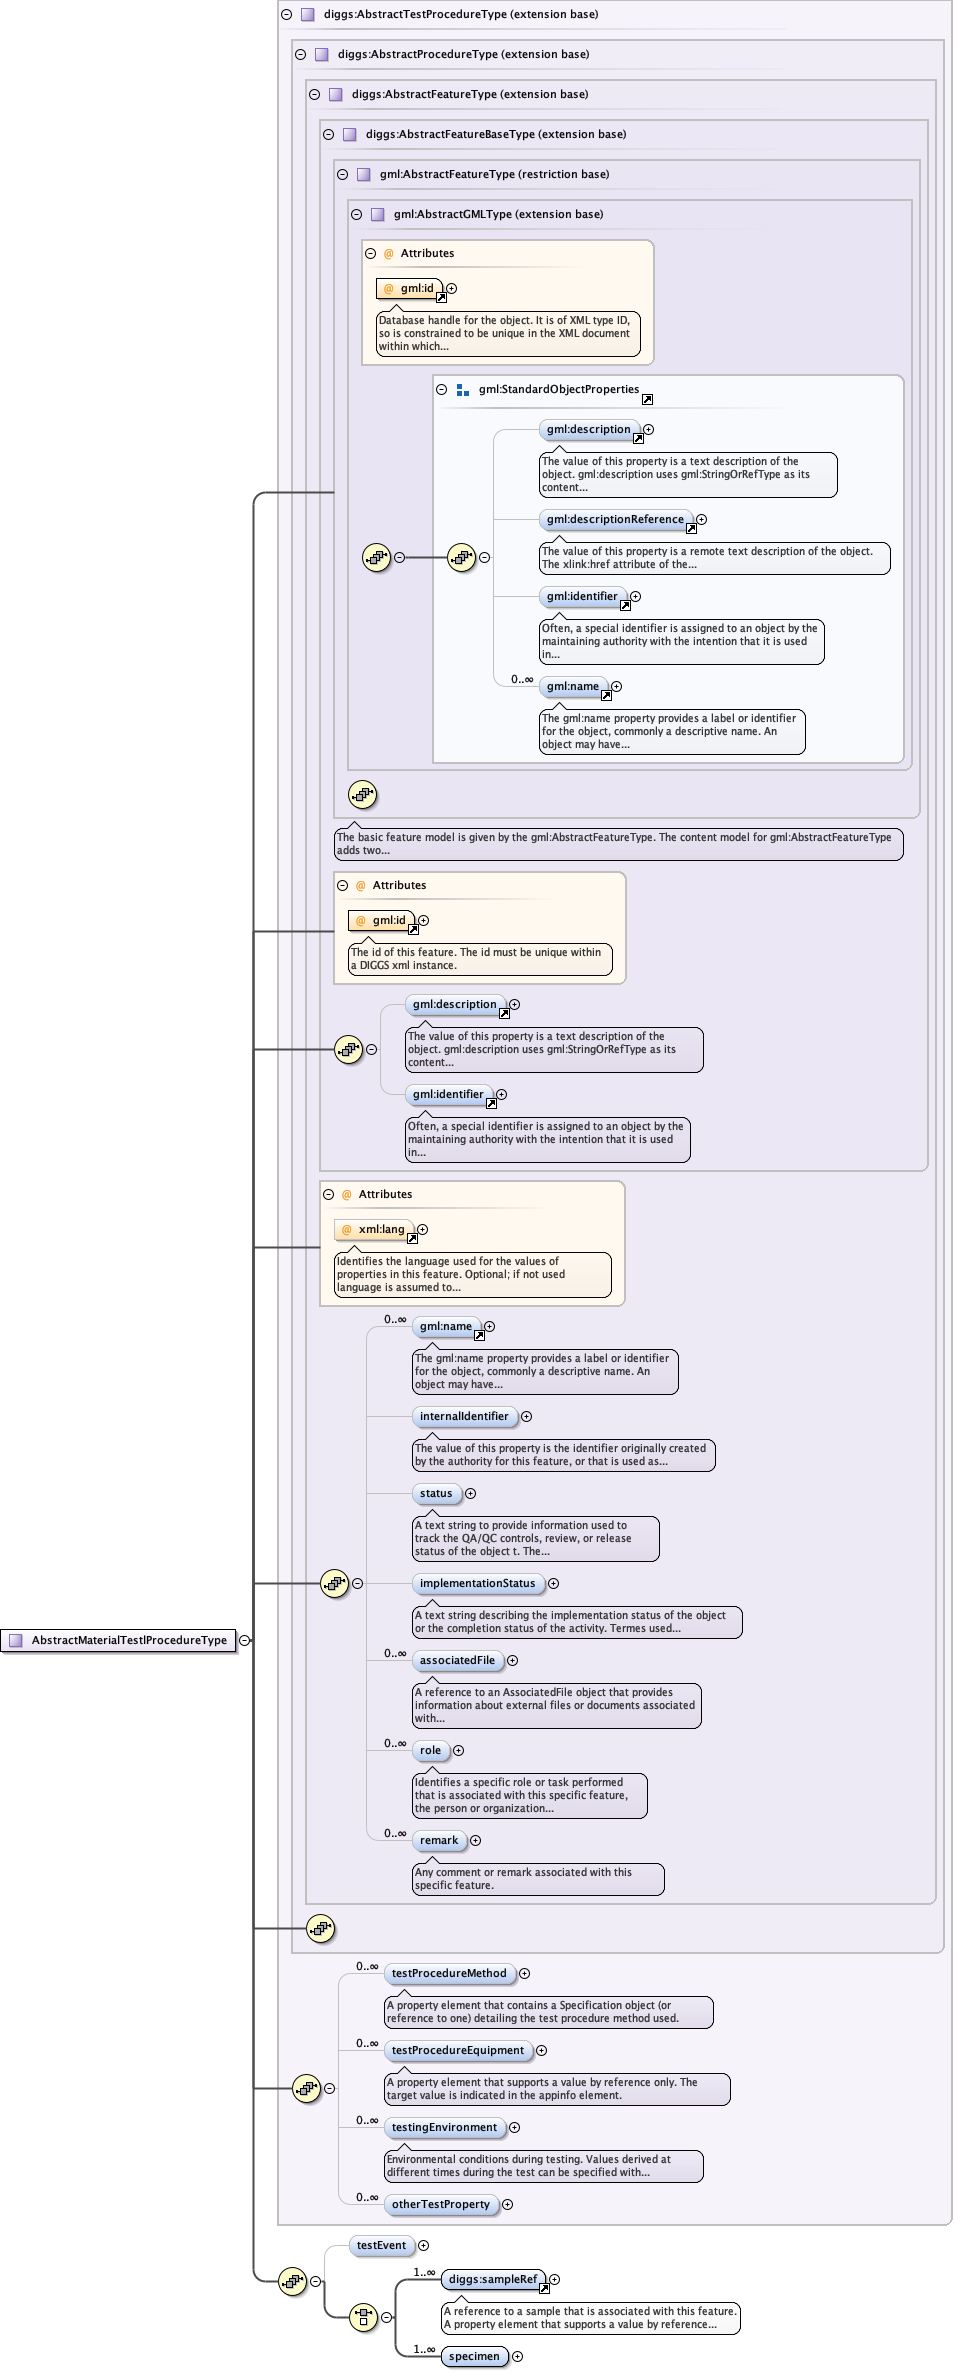 diggs:AbstractTestProcedureType (extension base)
diggs:AbstractProcedureType (extension base)
diggs:AbstractFeatureType (extension base)
diggs:AbstractFeatureBaseType (extension base)
gml:AbstractFeatureType (restriction base)
gml:AbstractGMLType (extension base)
@ Attributes
@ gml:id
Database handle for the object. It is of XML type ID,
so is constrained to be unique in the XML document
within which...
gml:StandardObjectProperties
gml:description
The value of this property is a text description of the
object. gml:description uses gml:StringOrRefType as its
content...
gml:descriptionReference
The value of this property is a remote text description of the object.
The xlink:href attribute of the...
gml:identifier
Often, a special identifier is assigned to an object by the
maintaining authority with the intention that it is used
in...
0..∞
gml:name
The gml:name property provides a label or identifier
for the object, commonly a descriptive name. An
object may have...
The basic feature model is given by the gml:AbstractFeatureType. The content model for gml:AbstractFeatureType
adds two...
@ Attributes
@ gml:id
The id of this feature. The id must be unique within
a DIGGS xml instance.
gml:description
The value of this property is a text description of the
object. gml:description uses gml:StringOrRefType as its
content...
gml:identifier
Often, a special identifier is assigned to an object by the
maintaining authority with the intention that it is used
in...
@ Attributes
@ xml:lang
Identifies the language used for the values of
properties in this feature. Optional; if not used
language is assumed to...
0..∞
gml:name
The gml:name property provides a label or identifier
for the object, commonly a descriptive name. An
object may have...
internalIdentifier
The value of this property is the identifier originally created
by the authority for this feature, or that is used as...
status
A text string to provide information used to
track the QA/QC controls, review, or release
status of the object t. The...
implementationStatus
A text string describing the implementation status of the object
or the completion status of the activity. Termes used...
AbstractMaterialTestlProcedureType
0..∞
associatedFile
A reference to an AssociatedFile object that provides
information about external files or documents associated
with...
0..∞
role
Identifies a specific role or task performed
that is associated with this specific feature,
the person or organization...
0..∞
remark
Any comment or remark associated with this
specific feature.
0..∞
testProcedureMethod
A property element that contains a Specification object (or
reference to one) detailing the test procedure method used.
0..∞
testProcedureEquipment
A property element that supports a value by reference only. The
target value is indicated in the appinfo element.
0..∞
testingEnvironment
Environmental conditions during testing. Values derived at
different times during the test can be specified with...
0..∞
otherTestProperty
testEvent
1..∞
diggs:sampleRef
A reference to a sample that is associated with this feature.
A property element that supports a value by reference...
1..∞
specimen